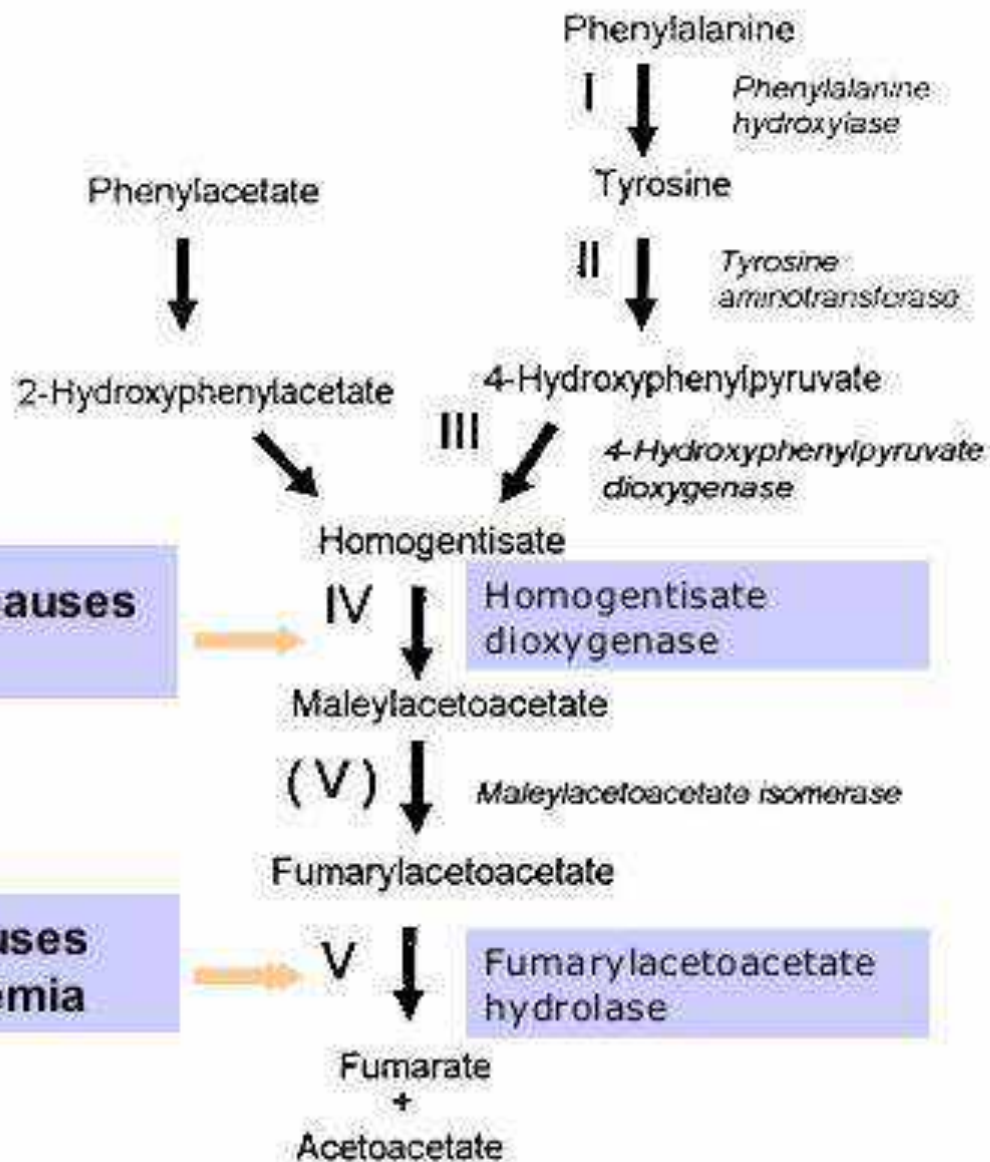 Phenylalanine
I
Phenylalanine
hydroxylase
Phenylacetate
Tyrosine
II
Tyrosine
aminotransferase
2-Hydroxyphenylacetate
4-Hydroxyphenylpyruvate
III
4-Hydroxyphenylpyruvate
dioxygenase
Homogentisate
auses
IV
Homogentisate
dioxygenase
Maleylacetoacetate
(V)
Maleylacetoacetate isomerase
Fumarylacetoacetate
uses
emia
V
Fumarylacetoacetate
hydrolase
Fumarate
+
Acetoacetate